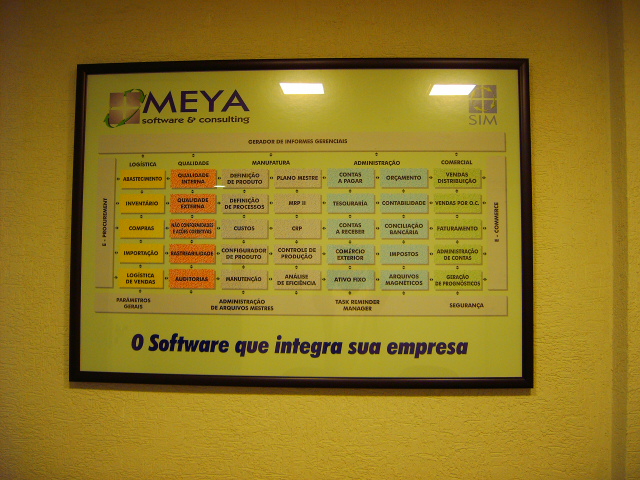 MEYA
software & consulting
SIM
GERADOR DE INFORMES GERENCIAIS
LOGÍSTICA QUALIDADE MANUFATURA ADMINISTRAÇÃO COMERCIAL
E - PROCUREMENT
ABASTECIMENTO
INVENTÁRIO
COMPRAS
IMPORTAÇÃO
LOGÍSTICA
DE VENDAS
QUALIDADE
INTERNA
QUALIDADE
EXTERNA
NÃO CONFORMIDADES
E AÇÕES CORRETIVAS
RASTREABILIDADE
AUDITORIAS
DEFINIÇÃO
DE PRODUTO
DEFINIÇÃO
DE PROCESSOS
CUSTOS
CONFIGURADOR
DE PRODUTO
MANUTENÇÃO
PLANO MESTRE
MRP II
CRP
CONTROLE DE
PRODUÇÃO
ANÁLISE
DE EFICIÊNCIA
CONTAS
A PAGAR
TESOURARIA
CONTAS
A RECEBER
COMÉRCIO
EXTERIOR
ATIVO FIXO
ORÇAMENTO
CONTABILIDADE
CONCILIAÇÃO
BANCÁRIA
IMPOSTOS
ARQUIVOS
MAGNÉTICOS
VENDAS
DISTRIBUIÇÃO
VENDAS POR O.C.
FATURAMENTO
ADMINISTRAÇÃO
DE CONTAS
GERAÇÃO
DE PROGNÓSTICOS
E - COMMERCE
PARÂMETROS
GERAIS
ADMINISTRAÇÃO
DE ARQUIVOS MESTRES
TASK REMINDER
MANAGER
SEGURANÇA
O Software que integra sua empresa